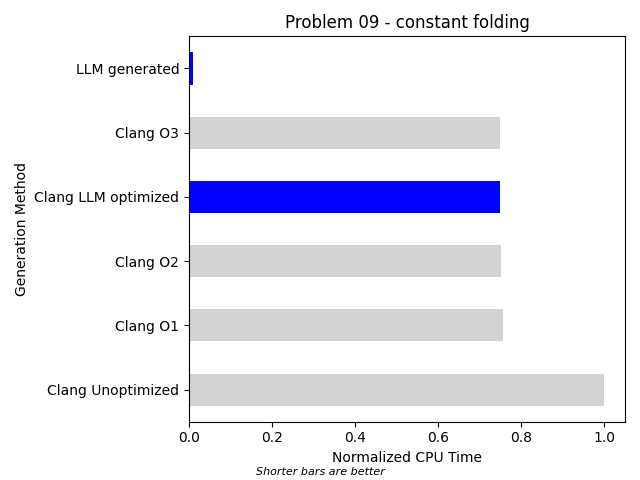 Problem 09 - constant folding
Generation Method
LLM generated
Clang O3
Clang LLM optimized
Clang O2
Clang O1
Clang Unoptimized
0.0 0.2 0.4 0.6 0.8 1.0
Normalized CPU Time
Shorter bars are better